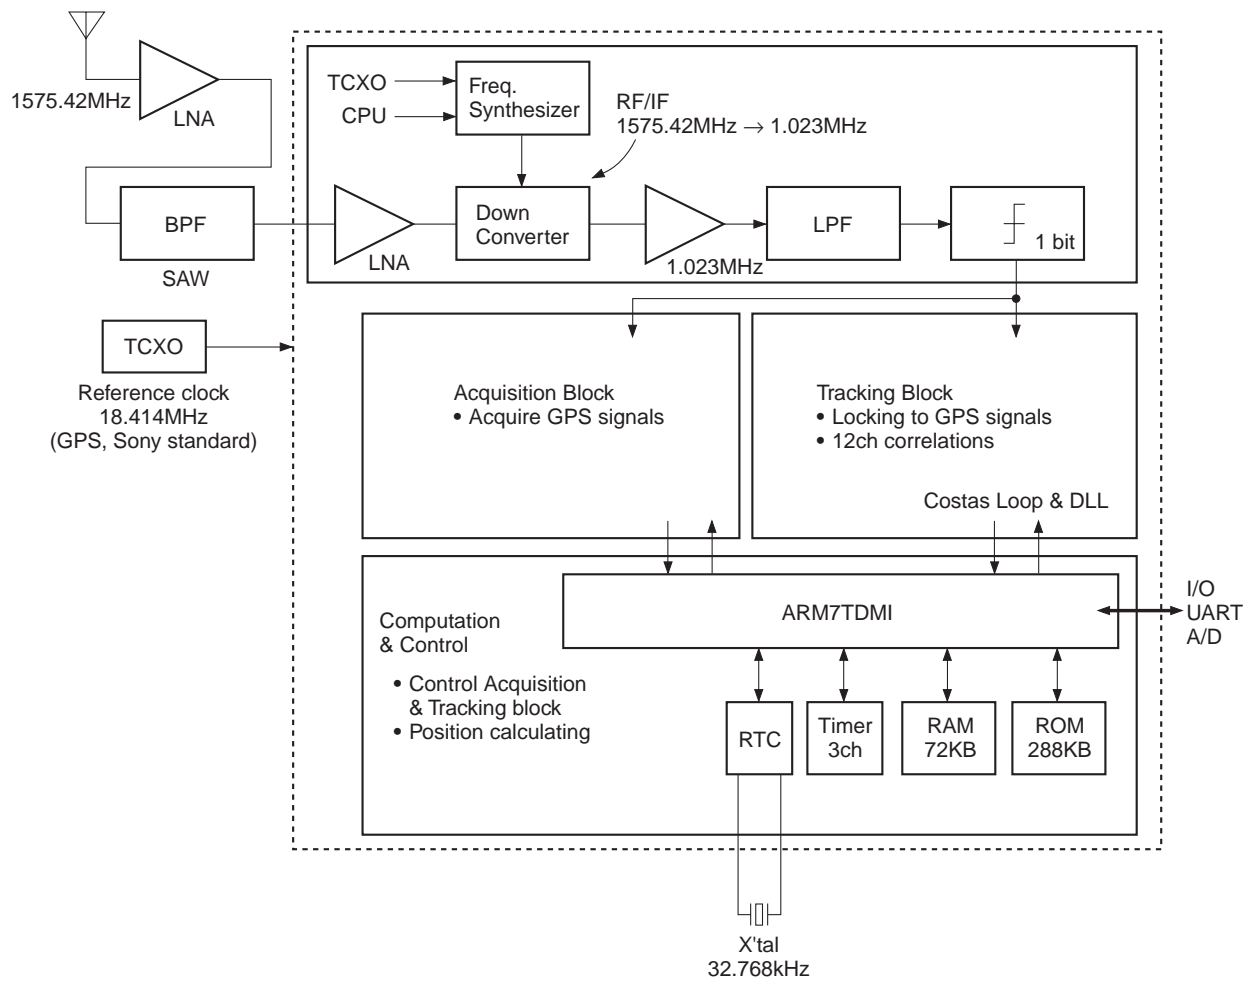 1575.42MHz
LNA
BPF
SAW
TCXO
CPU
Freq.
Synthesizer
RF/IF
1575.42MHz → 1.023MHz
LNA
Down
Converter
1.023MHz
LPF
1 bit
TCXO
Reference clock
18.414MHz
(GPS, Sony standard)
Acquisition Block
• Acquire GPS signals
Tracking Block
• Locking to GPS signals
• 12ch correlations
Costas Loop & DLL
Computation
& Control
• Control Acquisition
& Tracking block
• Position calculating
ARM7TDMI
I/O
UART
A/D
RTC
Timer
3ch
RAM
72KB
ROM
288KB
X'tal
32.768kHz